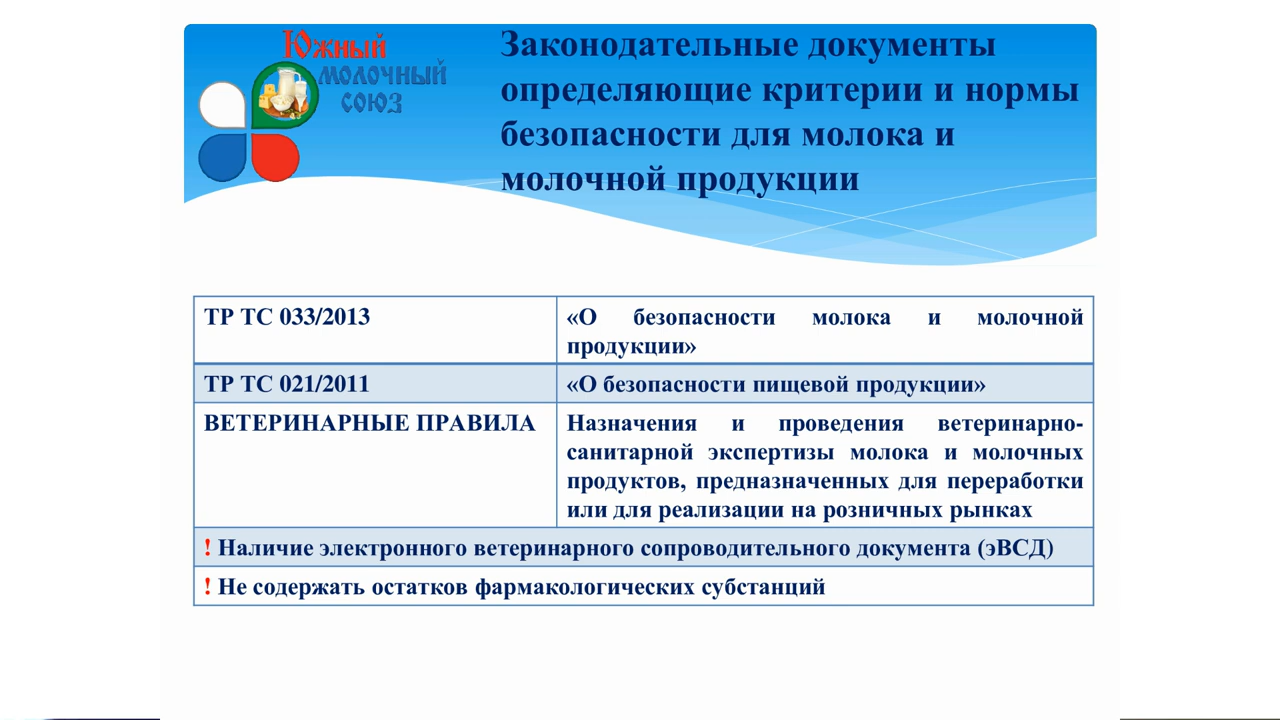 Южный
молочный
союз
Законодательные документы
определяющие критерии и нормы
безопасности для молока и
молочной продукции
ТР ТС 033/2013
«О безопасности молока и молочной
продукции»
ТР ТС 021/2011
«О безопасности пищевой продукции»
ВЕТЕРИНАРНЫЕ ПРАВИЛА
Назначения и проведения ветеринарно-
санитарной экспертизы молока и молочных
продуктов, предназначенных для переработки
или для реализации на розничных рынках
! Наличие электронного ветеринарного сопроводительного документа (эВСД)
! Не содержать остатков фармакологических субстанций